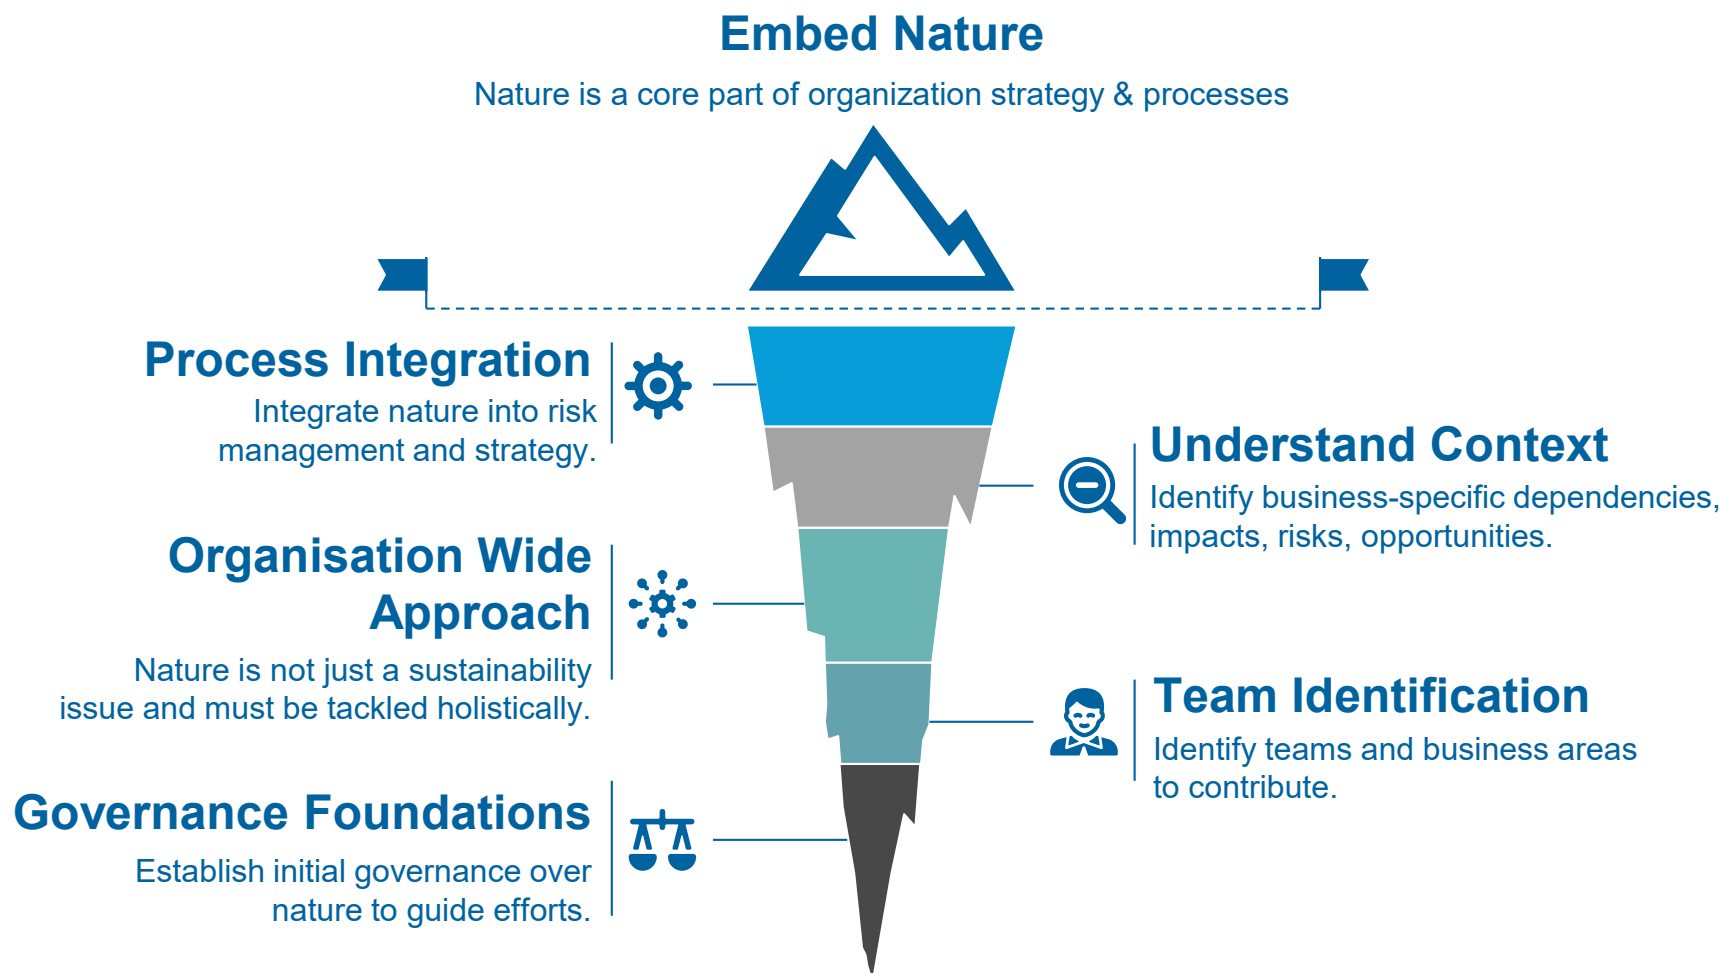 Embed Nature
Nature is a core part of organization strategy & processes
Process Integration
Integrate nature into risk
management and strategy.
Understand Context
Identify business-specific dependencies,
impacts, risks, opportunities.
Organisation Wide
Approach
Nature is not just a sustainability
issue and must be tackled holistically.
Team Identification
Identify teams and business areas
to contribute.
Governance Foundations
Establish initial governance over
nature to guide efforts.